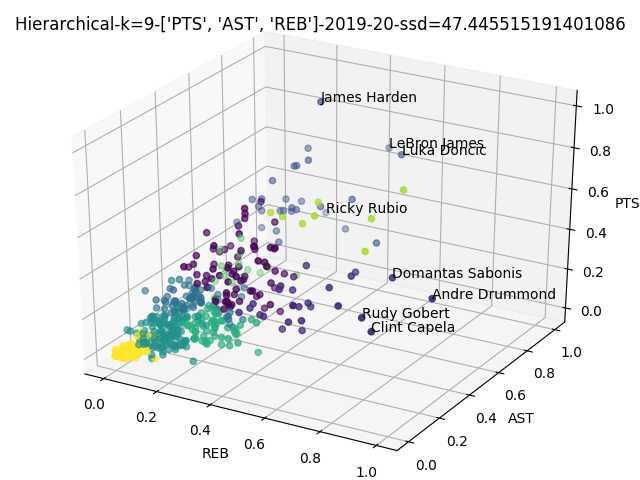 Hierarchical-k=9-['PTS', 'AST', 'REB']-2019-20-ssd=47.445515191401086
James Harden
LeBron James
Luka Doncic
Ricky Rubio
Domantas Sabonis
Andre Drummond
Rudy Gobert
Clint Capela
1.0
0.8
0.6
0.4
0.2
0.0
PTS
0.0
0.2
0.4
0.6
0.8
1.0
REB
0.0
0.2
0.4
0.6
0.8
1.0
AST